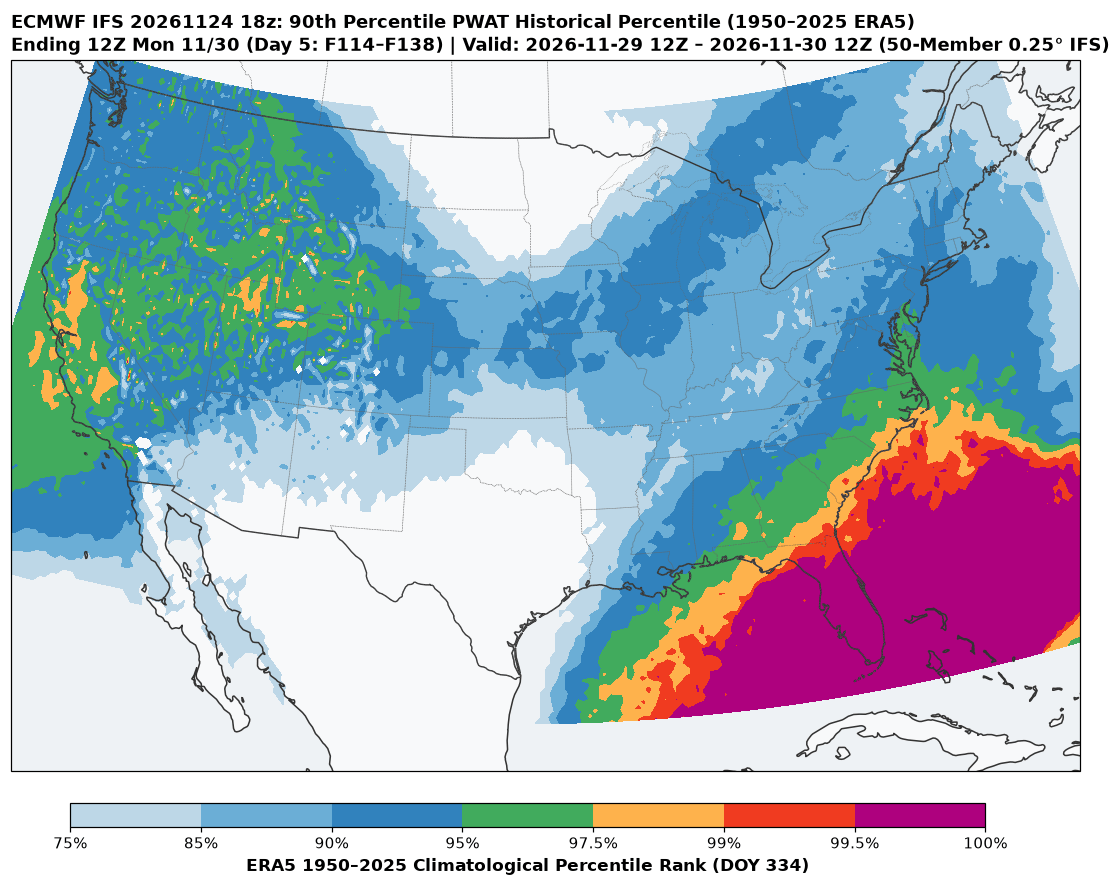 ECMWF IFS 20261124 18z: 90th Percentile PWAT Historical Percentile (1950–2025 ERA5)
Ending 12Z Mon 11/30 (Day 5: F114–F138) | Valid: 2026-11-29 12Z – 2026-11-30 12Z (50-Member 0.25° IFS)
75% 85% 90% 95% 97.5% 99% 99.5% 100%
ERA5 1950–2025 Climatological Percentile Rank (DOY 334)